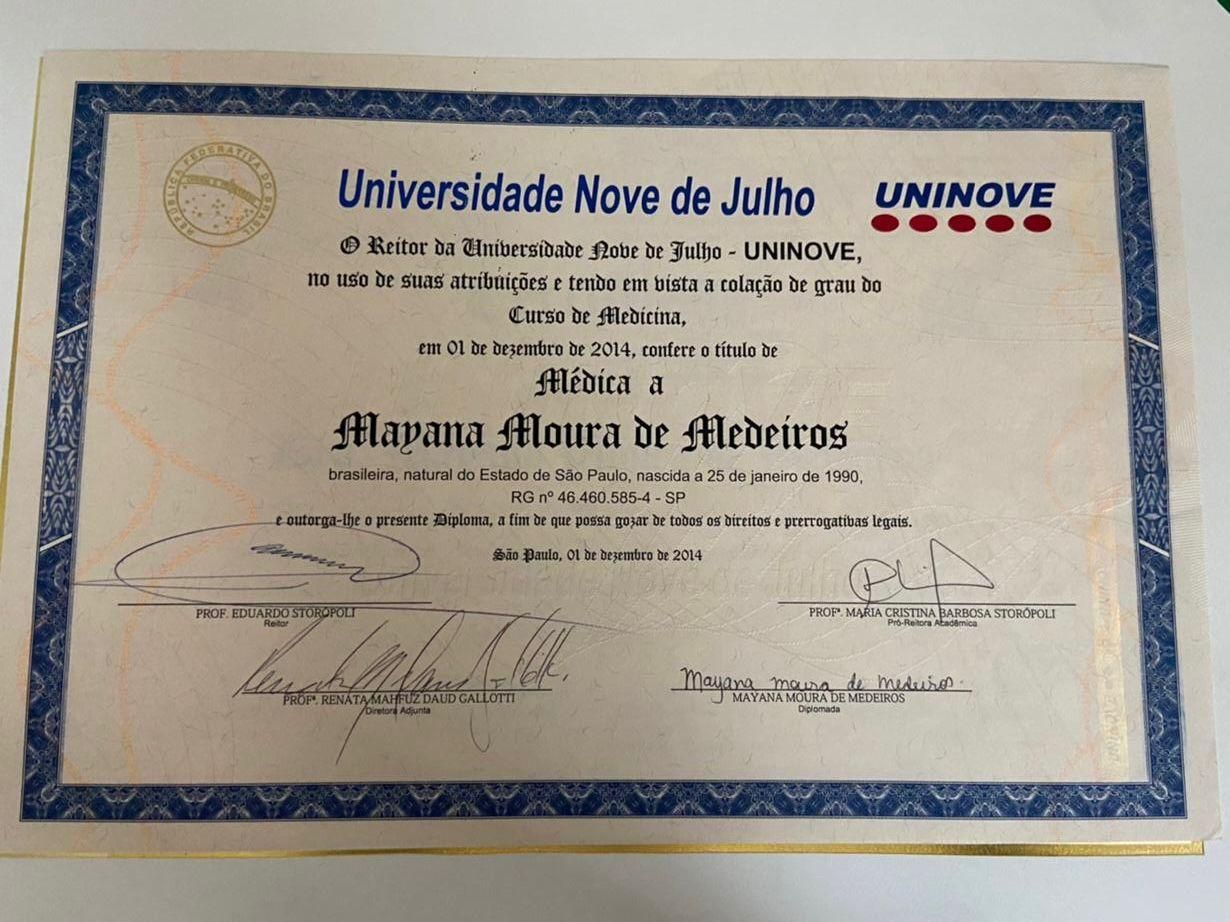 REPÚBLICA FEDERATIVA DO BRASIL
Universidade Nove de Julho
UNINOVE
O Reitor da Universidade Nove de Julho - UNINOVE,
no uso de suas atribuições e tendo em vista a colação de grau do
Curso de Medicina,
em 01 de dezembro de 2014, confere o título de
Médica a
Mayana Moura de Medeiros
brasileira, natural do Estado de São Paulo, nascida a 25 de janeiro de 1990,
RG nº 46.460.585-4 - SP
e outorga-lhe o presente Diploma, a fim de que possa gozar de todos os direitos e prerrogativas legais.
São Paulo, 01 de dezembro de 2014
PROF. EDUARDO STORÓPOLI
Reitor
PROFª. MARIA CRISTINA BARBOSA STORÓPOLI
Pró-Reitora Acadêmica
PROFª. RENATA MAHFUZ DAUD GALLOTTI
Diretora Adjunta
Mayana moura de medeiros.
MAYANA MOURA DE MEDEIROS
Diplomada